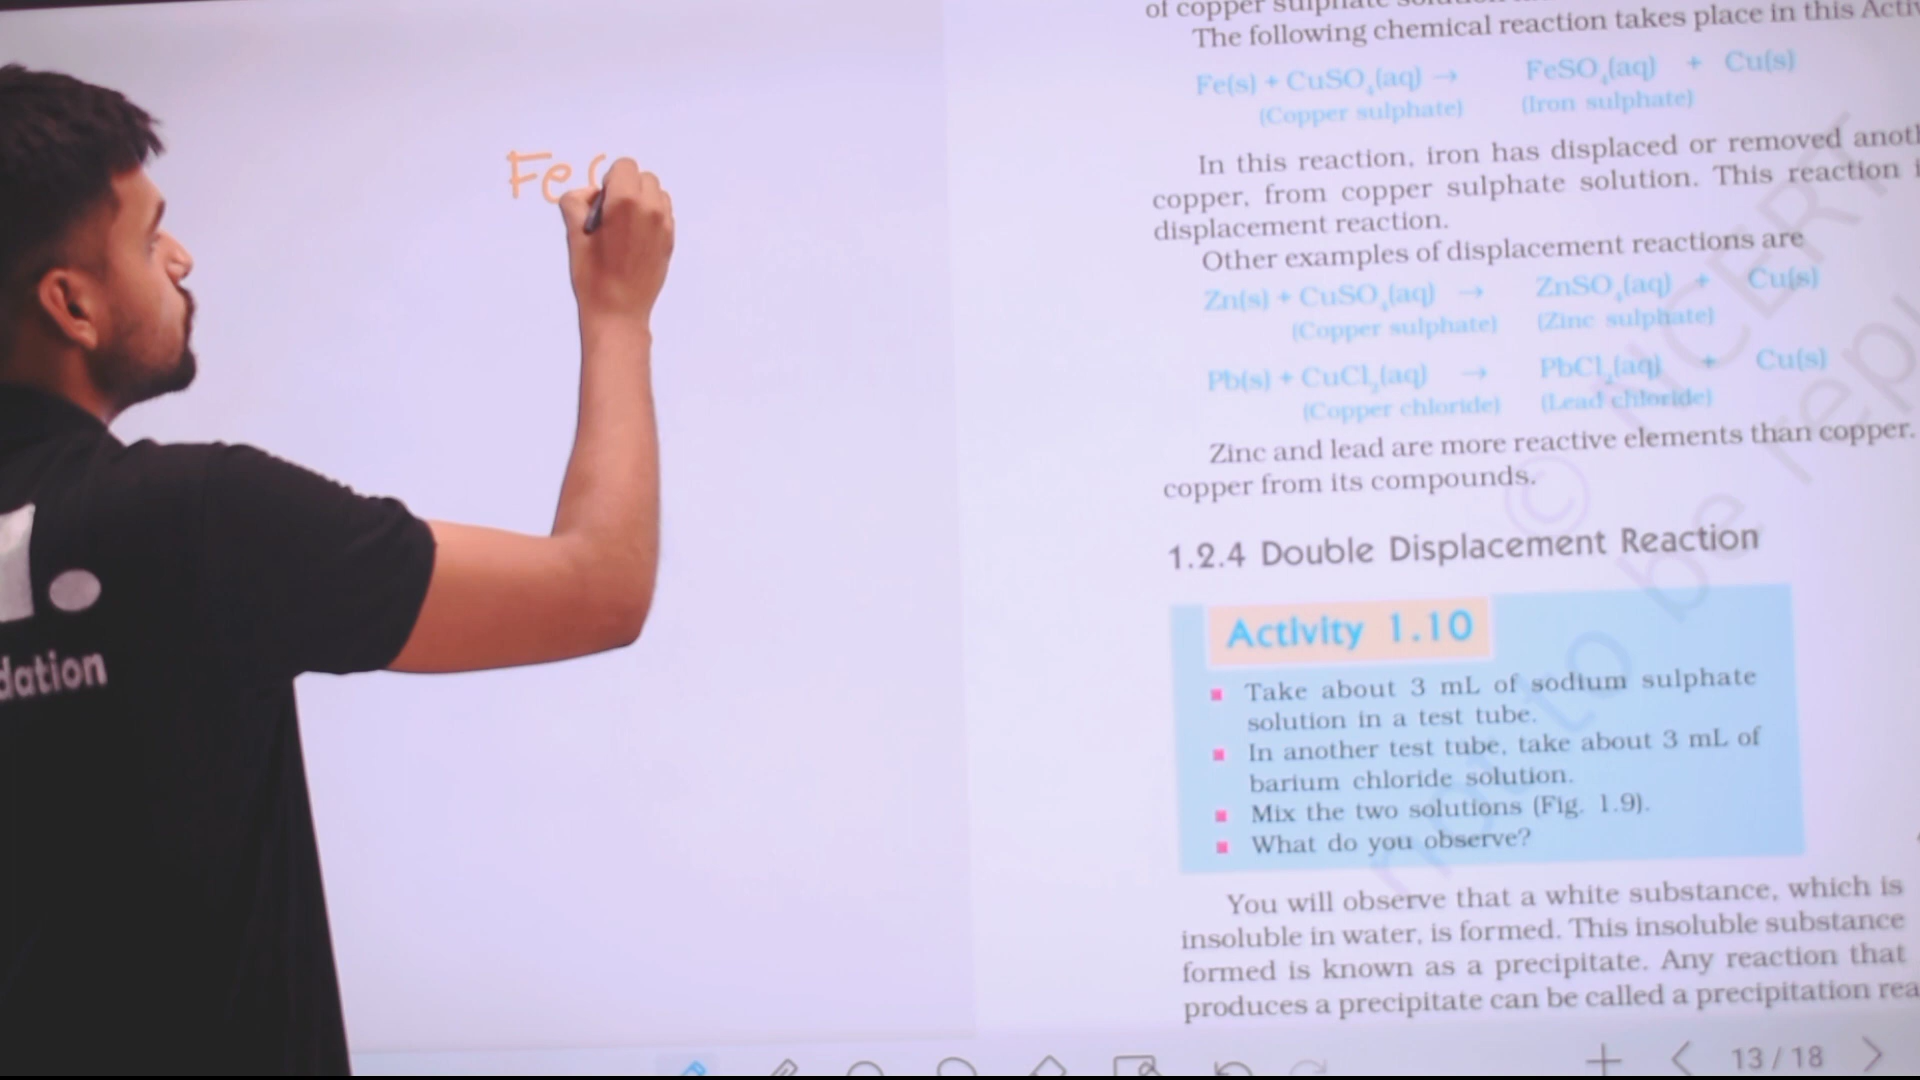 Fe
dation
of copper sulphate
The following chemical reaction takes place in this
Fe(s) + CuSO₄(aq) → FeSO₄(aq) + Cu(s)
(Copper sulphate) (Iron sulphate)
In this reaction, iron has displaced or removed
copper, from copper sulphate solution. This reaction
displacement reaction.
Other examples of displacement reactions are
Zn(s) + CuSO₄(aq) → ZnSO₄(aq) + Cu(s)
(Copper sulphate) (Zinc sulphate)
Pb(s) + CuCl₂(aq) → PbCl₂(aq) + Cu(s)
(Copper chloride) (Lead chloride)
Zinc and lead are more reactive elements than copper.
copper from its compounds.
1.2.4 Double Displacement Reaction
Activity 1.10
Take about 3 mL of sodium sulphate
solution in a test tube.
In another test tube, take about 3 mL of
barium chloride solution.
Mix the two solutions (Fig. 1.9).
What do you observe?
You will observe that a white substance, which is
insoluble in water, is formed. This insoluble substance
formed is known as a precipitate. Any reaction that
produces a precipitate can be called a precipitation
© NCERT
not to be
13 / 18